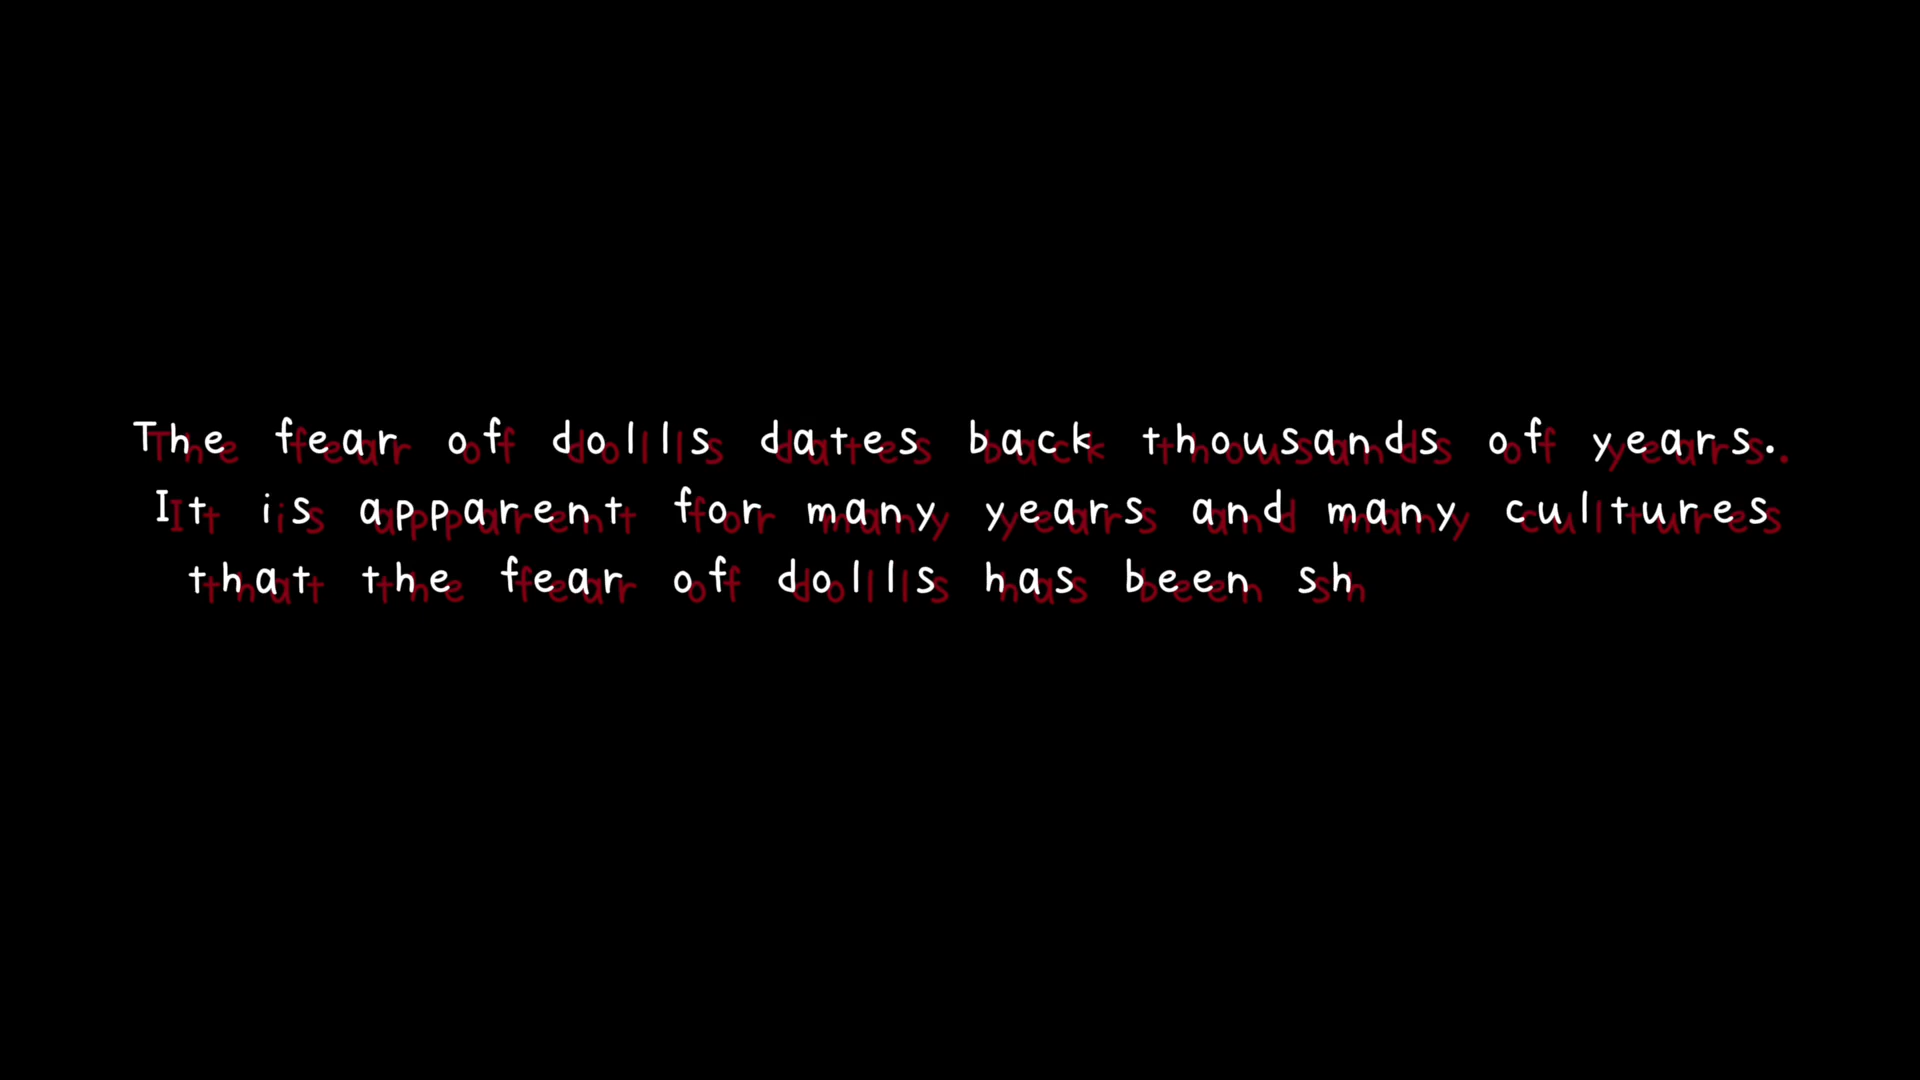 The fear of dolls dates back thousands of years.
It is apparent for many years and many cultures
that the fear of dolls has been sh